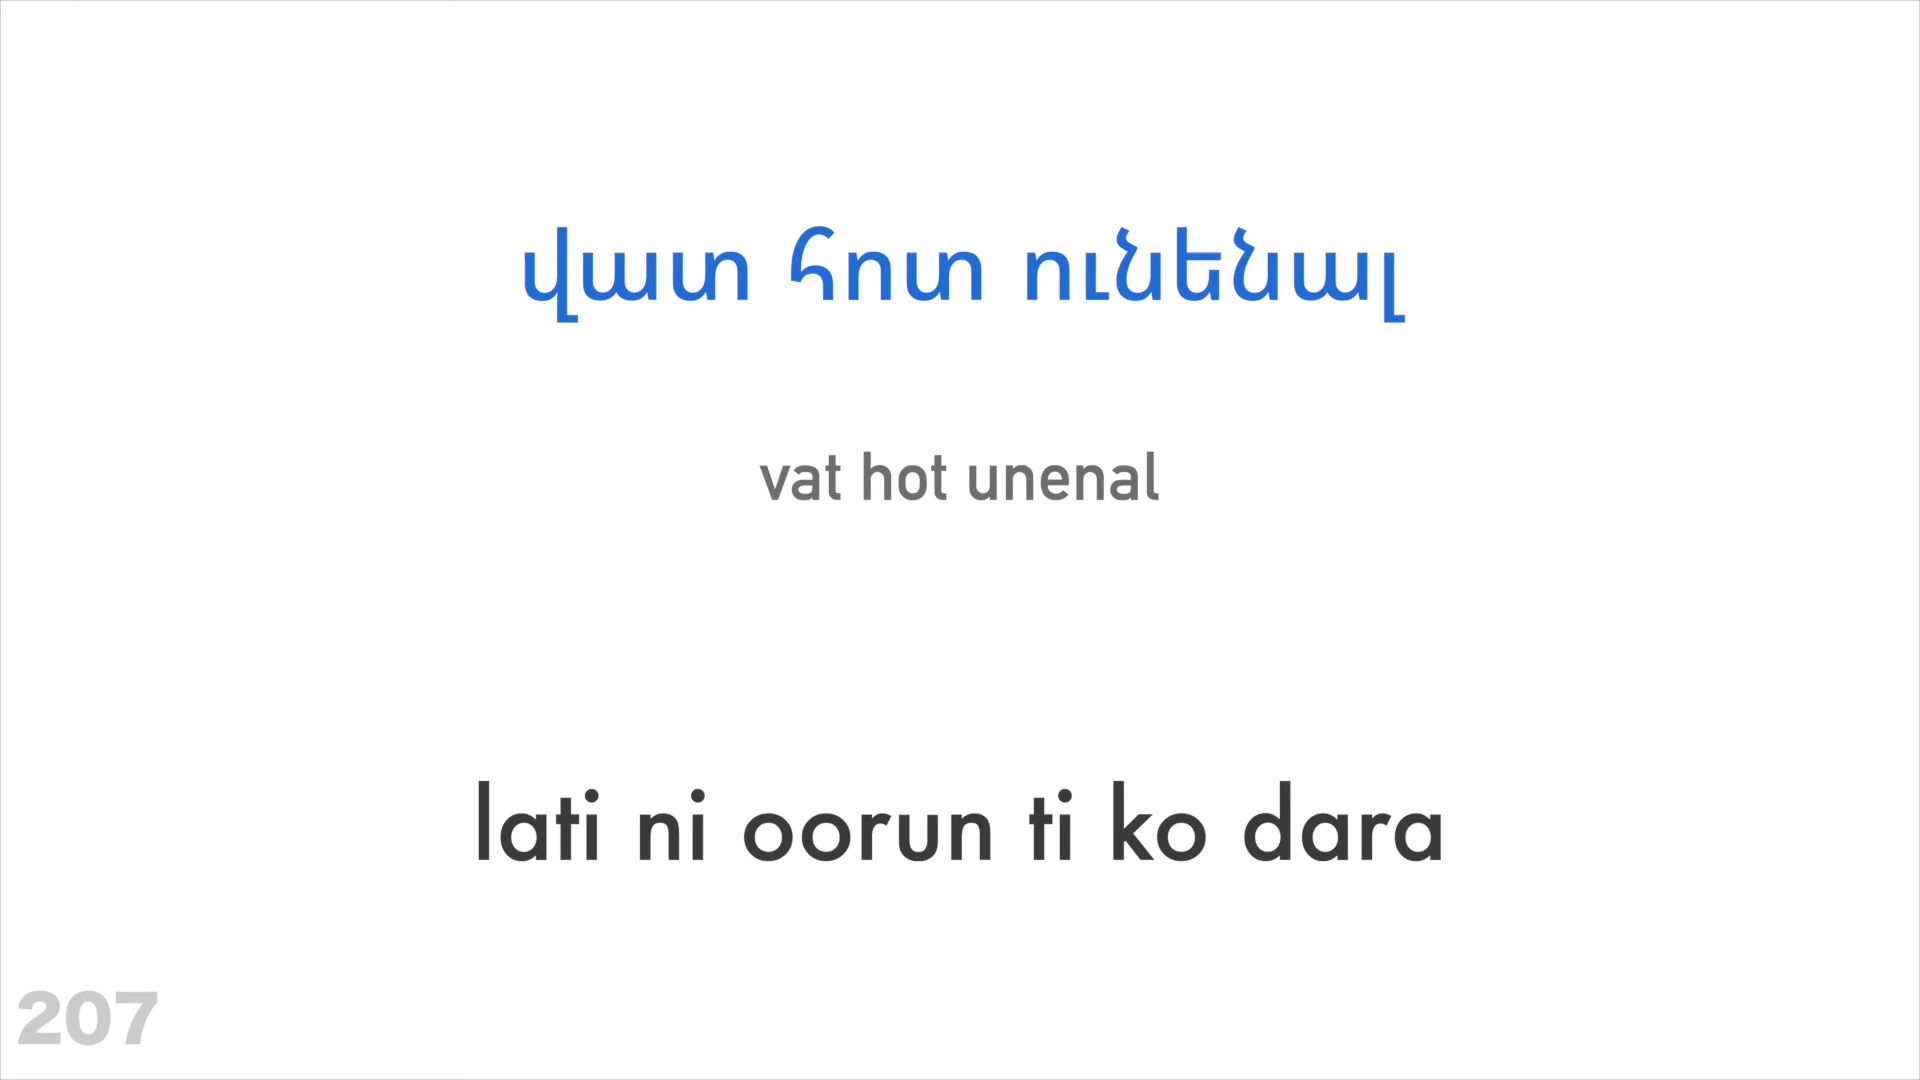 վատ հոտ ունենալ
vat hot unenal
lati ni oorun ti ko dara
207